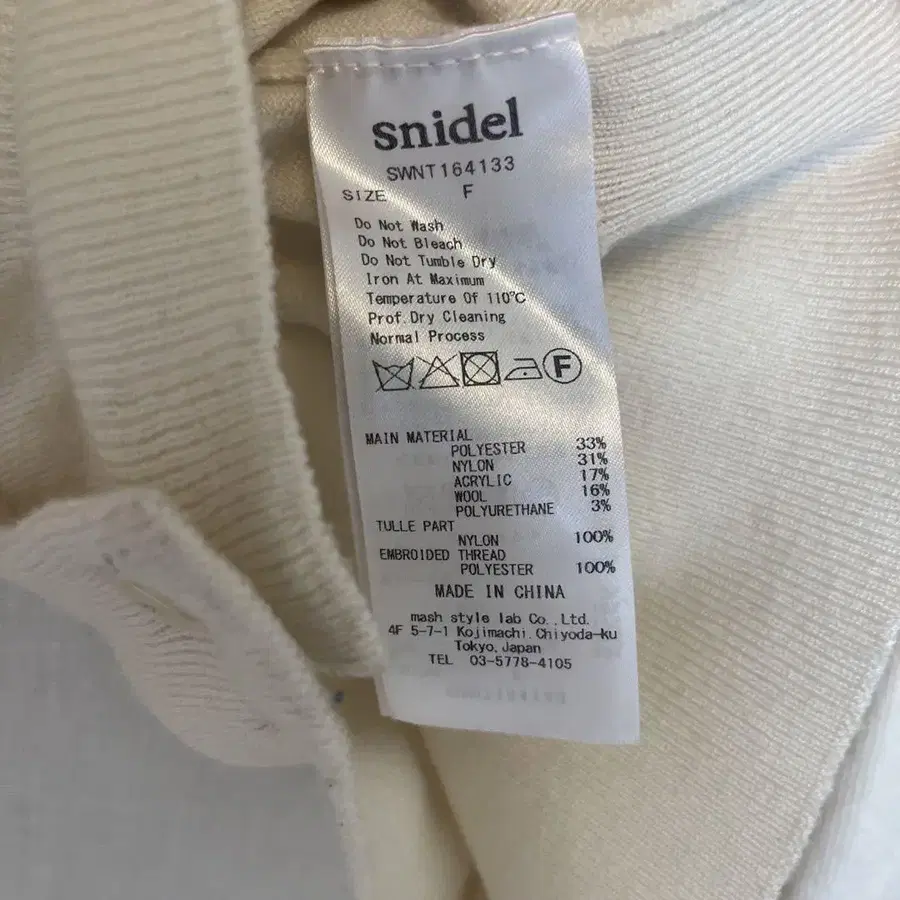 snidel
SWNT164133
SIZE F
Do Not Wash
Do Not Bleach
Do Not Tumble Dry
Iron At Maximum
Temperature Of 110℃
Prof.Dry Cleaning
Normal Process
F
MAIN MATERIAL
POLYESTER 33%
NYLON 31%
ACRYLIC 17%
WOOL 16%
POLYURETHANE 3%
TULLE PART
NYLON 100%
EMBROIDED THREAD
POLYESTER 100%
MADE IN CHINA
mash style lab Co.,Ltd.
4F 5-7-1 Kojimachi.Chiyoda-ku
Tokyo,Japan
TEL 03-5778-4105